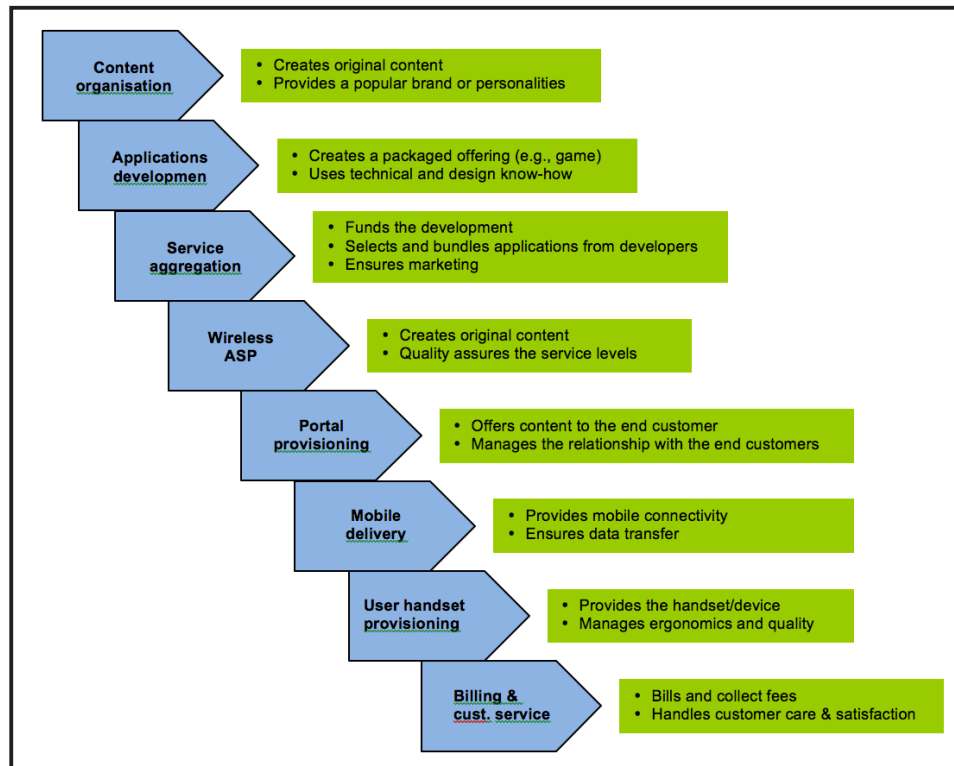 Content
organisation
• Creates original content
• Provides a popular brand or personalities
Applications
developmen
• Creates a packaged offering (e.g., game)
• Uses technical and design know-how
Service
aggregation
• Funds the development
• Selects and bundles applications from developers
• Ensures marketing
Wireless
ASP
• Creates original content
• Quality assures the service levels
Portal
provisioning
• Offers content to the end customer
• Manages the relationship with the end customers
Mobile
delivery
• Provides mobile connectivity
• Ensures data transfer
User handset
provisioning
• Provides the handset/device
• Manages ergonomics and quality
Billing &
cust. service
• Bills and collect fees
• Handles customer care & satisfaction